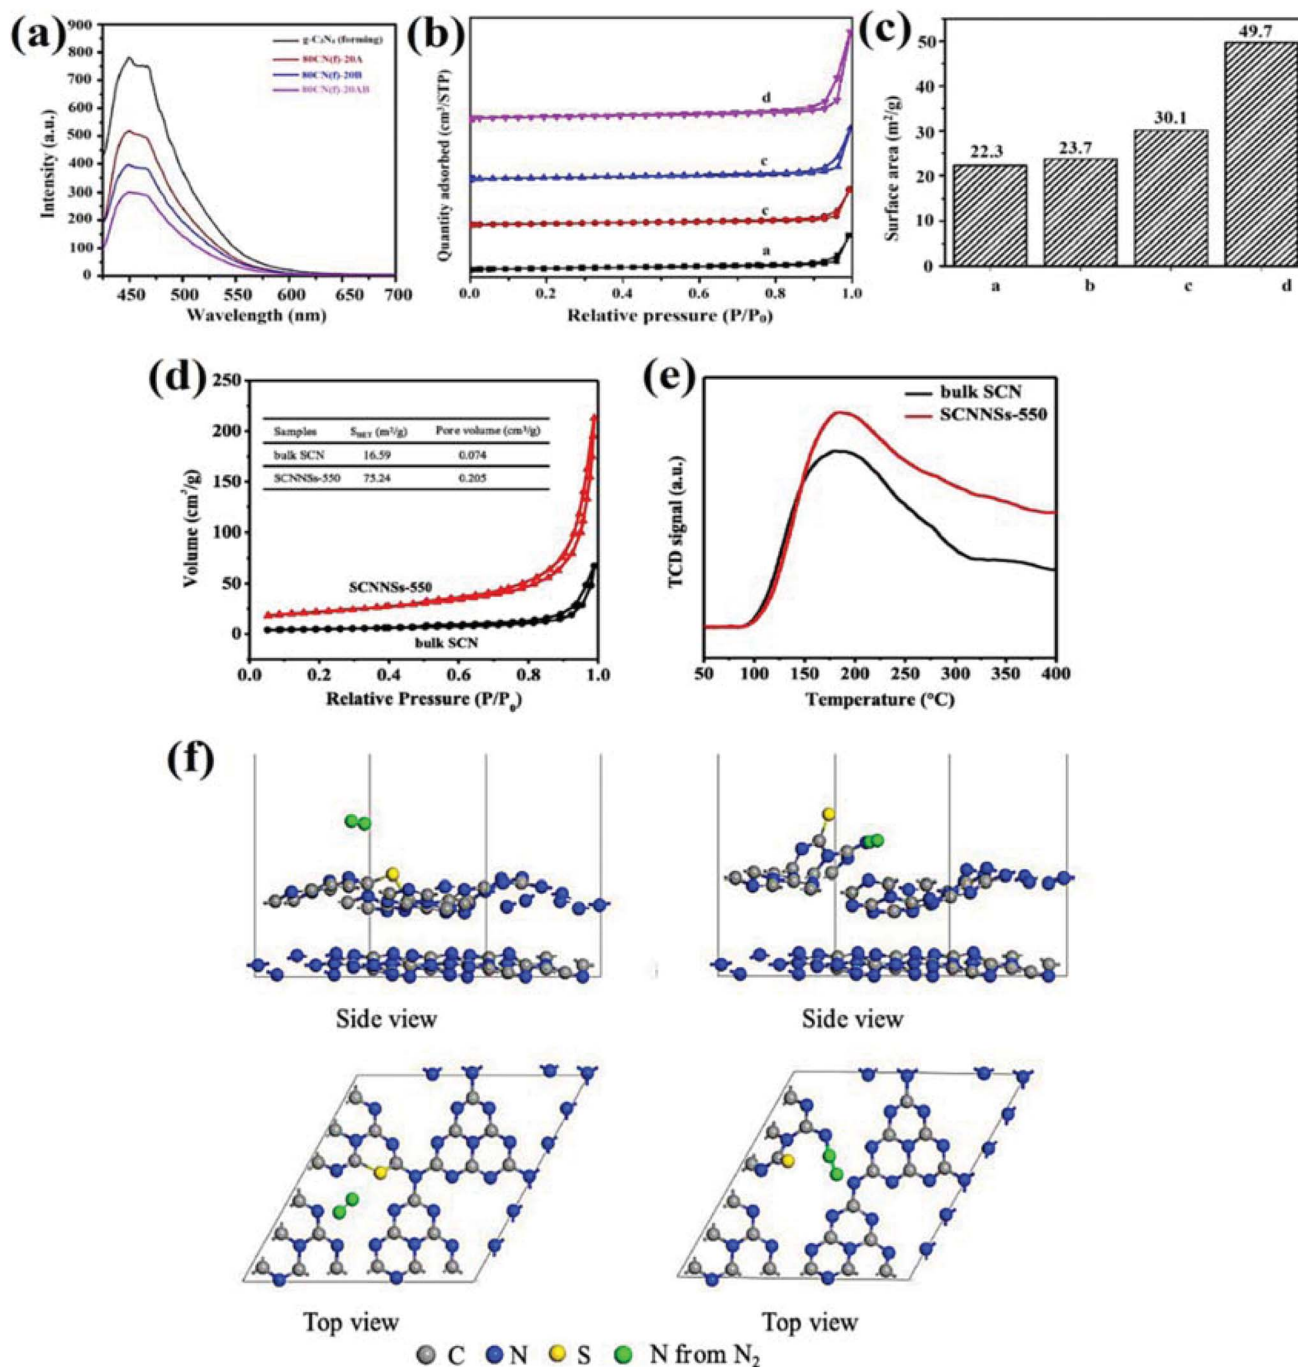 (a)
900
800
700
600
500
400
300
200
100
0
Intensity (a.u.)
g-C₃N₄ (forming)
80CN(f)-20A
80CN(f)-20B
80CN(f)-20AB
450 500 550 600 650 700
Wavelength (nm)
(b)
Quantity adsorbed (cm³/STP)
d
c
c
a
0.0 0.2 0.4 0.6 0.8 1.0
Relative pressure (P/P₀)
(c)
50
40
30
20
10
0
Surface area (m²/g)
22.3 23.7 30.1 49.7
a b c d
(d)
250
200
150
100
50
0
Volume (cm³/g)
Samples S_BET (m²/g) Pore volume (cm³/g)
bulk SCN 16.59 0.074
SCNNSs-550 75.24 0.205
SCNNSs-550
bulk SCN
0.0 0.2 0.4 0.6 0.8 1.0
Relative Pressure (P/P₀)
(e)
bulk SCN
SCNNSs-550
TCD signal (a.u.)
50 100 150 200 250 300 350 400
Temperature (°C)
(f)
Side view Side view
Top view Top view
C N S N from N₂